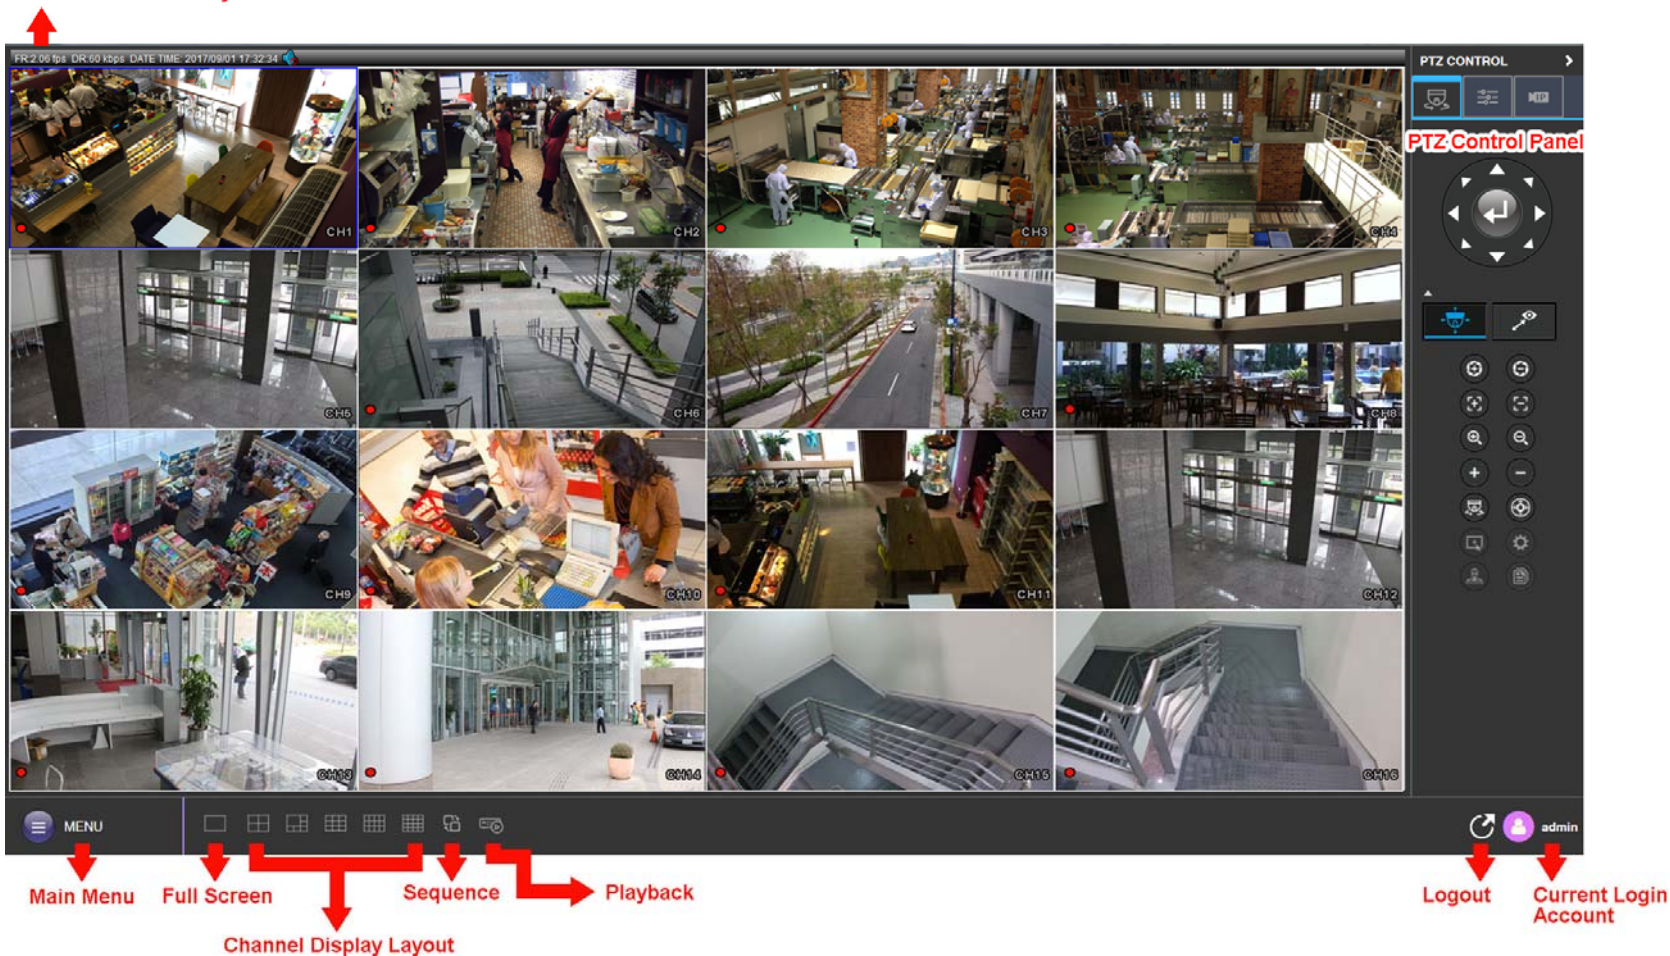 FR:2.06 fps DR:60 kbps DATE TIME: 2017/09/01 17:32:34
PTZ CONTROL
IP
PTZ Control Panel
CH1
CH2
CH3
CH4
CH5
CH6
CH7
CH8
CH9
CH10
CH11
CH12
CH13
CH14
CH15
CH16
MENU
admin
Main Menu
Full Screen
Sequence
Playback
Logout
Current Login
Account
Channel Display Layout